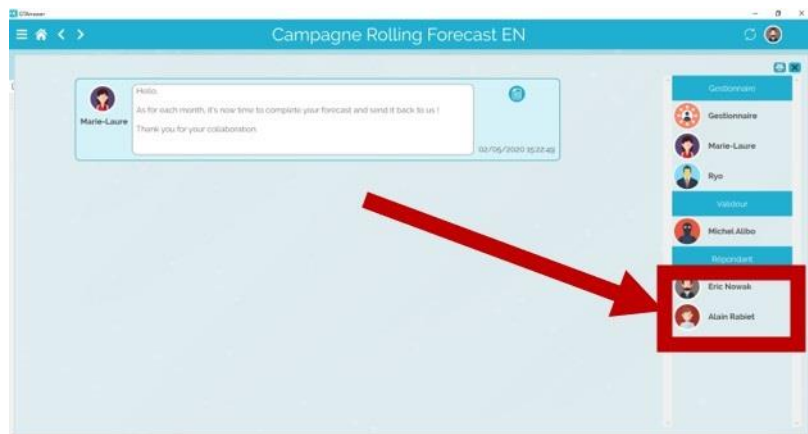 Campagne Rolling Forecast EN
Hello,
As for each month, it's now time to complete your forecast and send it back to us !
Thank you for your collaboration.
Marie-Laure
02/05/2020 15:22:49
Gestionnaire
Gestionnaire
Marie-Laure
Ryo
Valideur
Michel Alibo
Répondant
Eric Nowak
Alain Rabiet